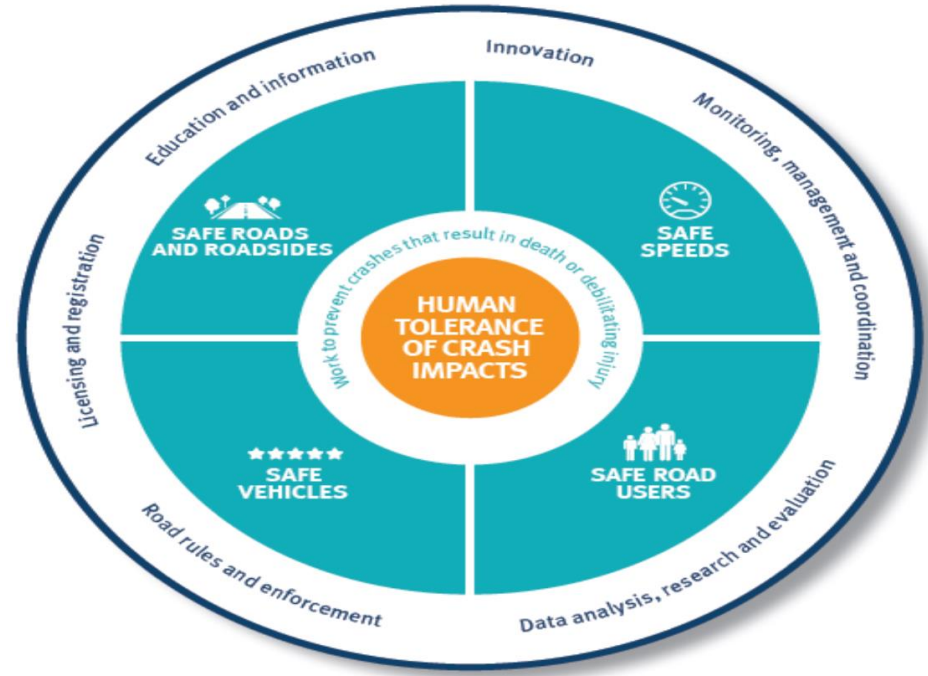 Innovation
Education and information
Monitoring, management and coordination
Licensing and registration
SAFE ROADS
AND ROADSIDES
SAFE
SPEEDS
Work to prevent crashes that result in death or debilitating injury
HUMAN
TOLERANCE
OF CRASH
IMPACTS
SAFE
VEHICLES
SAFE ROAD
USERS
Road rules and enforcement
Data analysis, research and evaluation